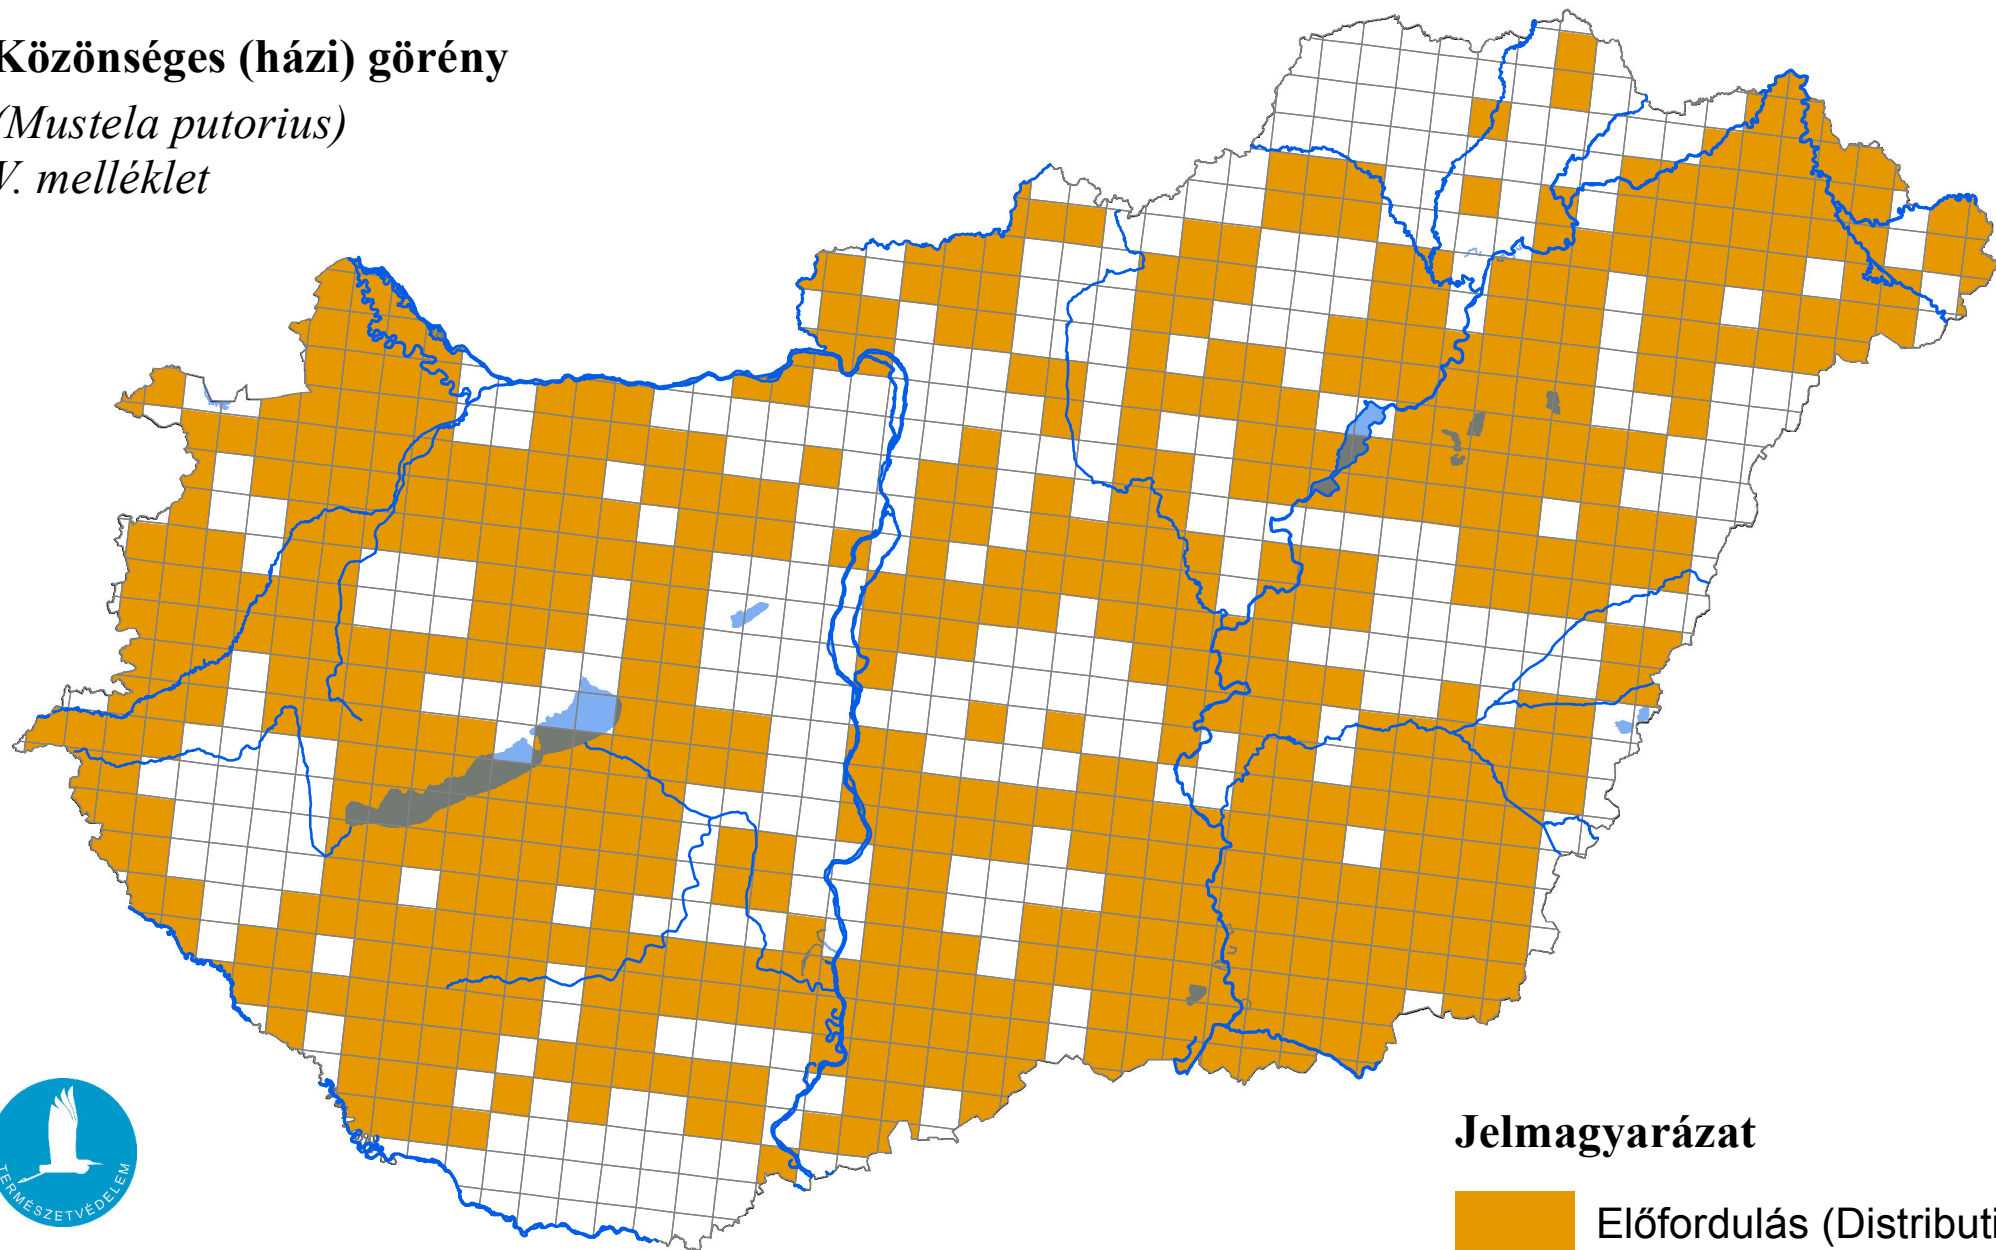 Közönséges (házi) görény
(Mustela putorius)
V. melléklet
TERMÉSZETVÉDELEM
Jelmagyarázat
Előfordulás (Distributi